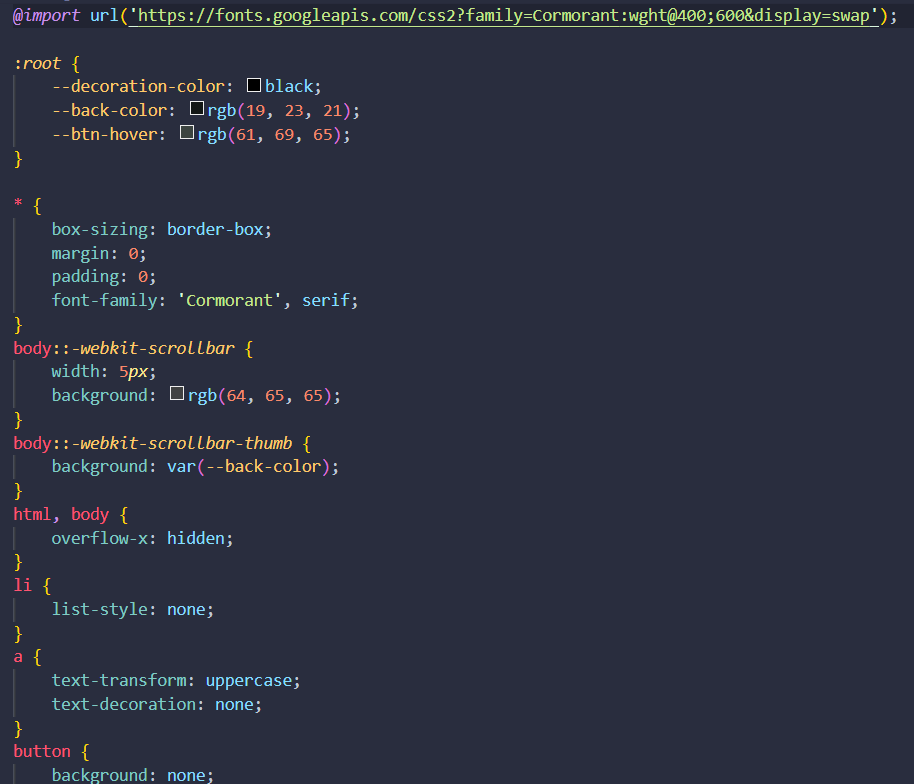 @import url('https://fonts.googleapis.com/css2?family=Cormorant:wght@400;600&display=swap');
:root {
--decoration-color: black;
--back-color: rgb(19, 23, 21);
--btn-hover: rgb(61, 69, 65);
}
* {
box-sizing: border-box;
margin: 0;
padding: 0;
font-family: 'Cormorant', serif;
}
body::-webkit-scrollbar {
width: 5px;
background: rgb(64, 65, 65);
}
body::-webkit-scrollbar-thumb {
background: var(--back-color);
}
html, body {
overflow-x: hidden;
}
li {
list-style: none;
}
a {
text-transform: uppercase;
text-decoration: none;
}
button {
background: none;